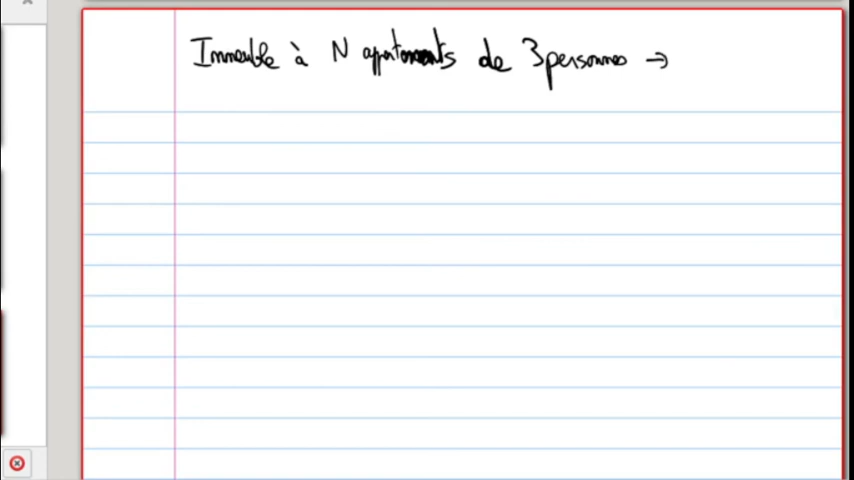 Immeuble à N appartements de 3 personnes →